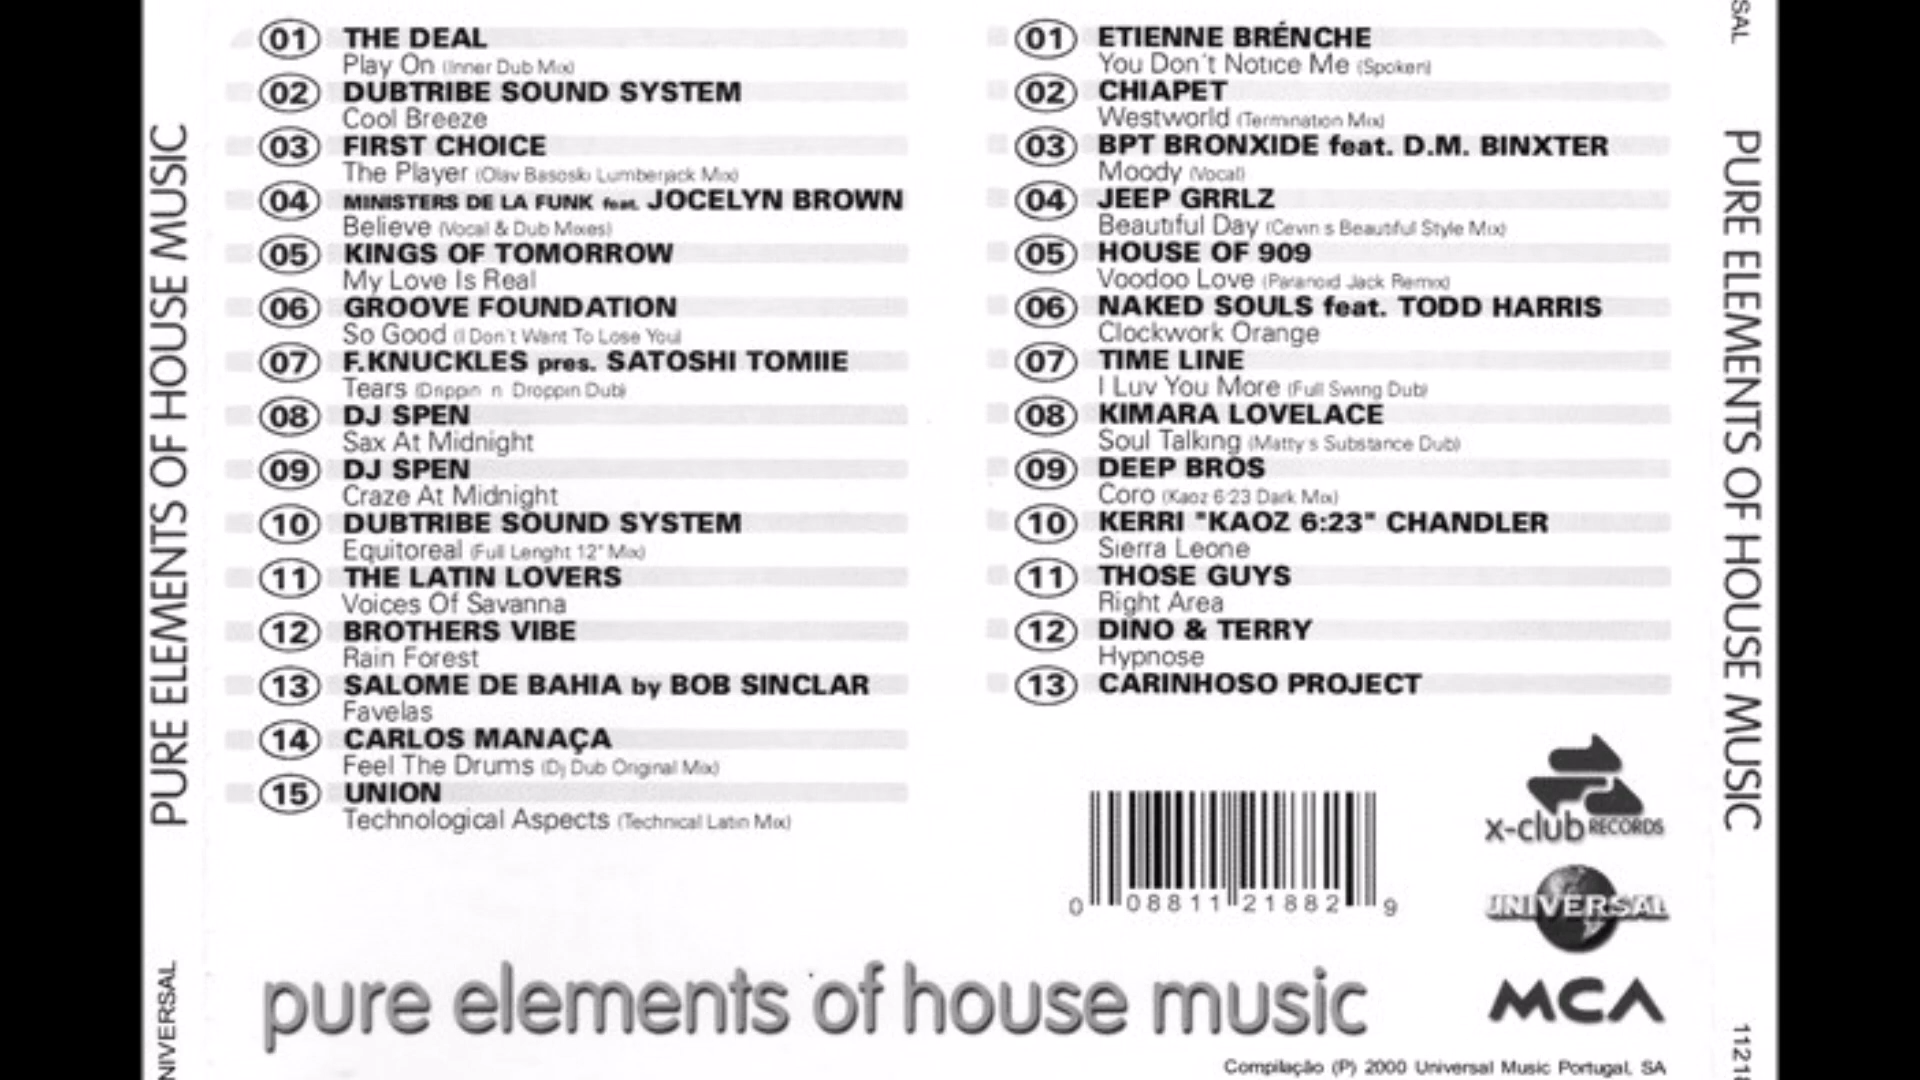 01 THE DEAL
Play On (Inner Dub Mix)
02 DUBTRIBE SOUND SYSTEM
Cool Breeze
03 FIRST CHOICE
The Player (Olav Basoski Lumberjack Mix)
04 MINISTERS DE LA FUNK feat. JOCELYN BROWN
Believe (Vocal & Dub Mixes)
05 KINGS OF TOMORROW
My Love Is Real
06 GROOVE FOUNDATION
So Good (I Don't Want To Lose You)
07 F.KNUCKLES pres. SATOSHI TOMIIE
Tears (Drippin n Droppin Dub)
08 DJ SPEN
Sax At Midnight
09 DJ SPEN
Craze At Midnight
10 DUBTRIBE SOUND SYSTEM
Equitoreal (Full Lenght 12" Mix)
11 THE LATIN LOVERS
Voices Of Savanna
12 BROTHERS VIBE
Rain Forest
13 SALOME DE BAHIA by BOB SINCLAR
Favelas
14 CARLOS MANAÇA
Feel The Drums (Dj Dub Original Mix)
15 UNION
Technological Aspects (Technical Latin Mix)
01 ETIENNE BRÉNCHE
You Don't Notice Me (Spoken)
02 CHIAPET
Westworld (Termination Mix)
03 BPT BRONXIDE feat. D.M. BINXTER
Moody (Vocal)
04 JEEP GRRLZ
Beautiful Day (Cevin s Beautiful Style Mix)
05 HOUSE OF 909
Voodoo Love (Paranoid Jack Remix)
06 NAKED SOULS feat. TODD HARRIS
Clockwork Orange
07 TIME LINE
I Luv You More (Full Swing Dub)
08 KIMARA LOVELACE
Soul Talking (Matty's Substance Dub)
09 DEEP BROS
Coro (Kaoz 6:23 Dark Mix)
10 KERRI "KAOZ 6:23" CHANDLER
Sierra Leone
11 THOSE GUYS
Right Area
12 DINO & TERRY
Hypnose
13 CARINHOSO PROJECT
0 08811 21882 9
x-club RECORDS
UNIVERSAL
MCA
pure elements of house music
Compilação (P) 2000 Universal Music Portugal, SA
PURE ELEMENTS OF HOUSE MUSIC
NIVERSAL
SAL
PURE ELEMENTS OF HOUSE MUSIC
11218